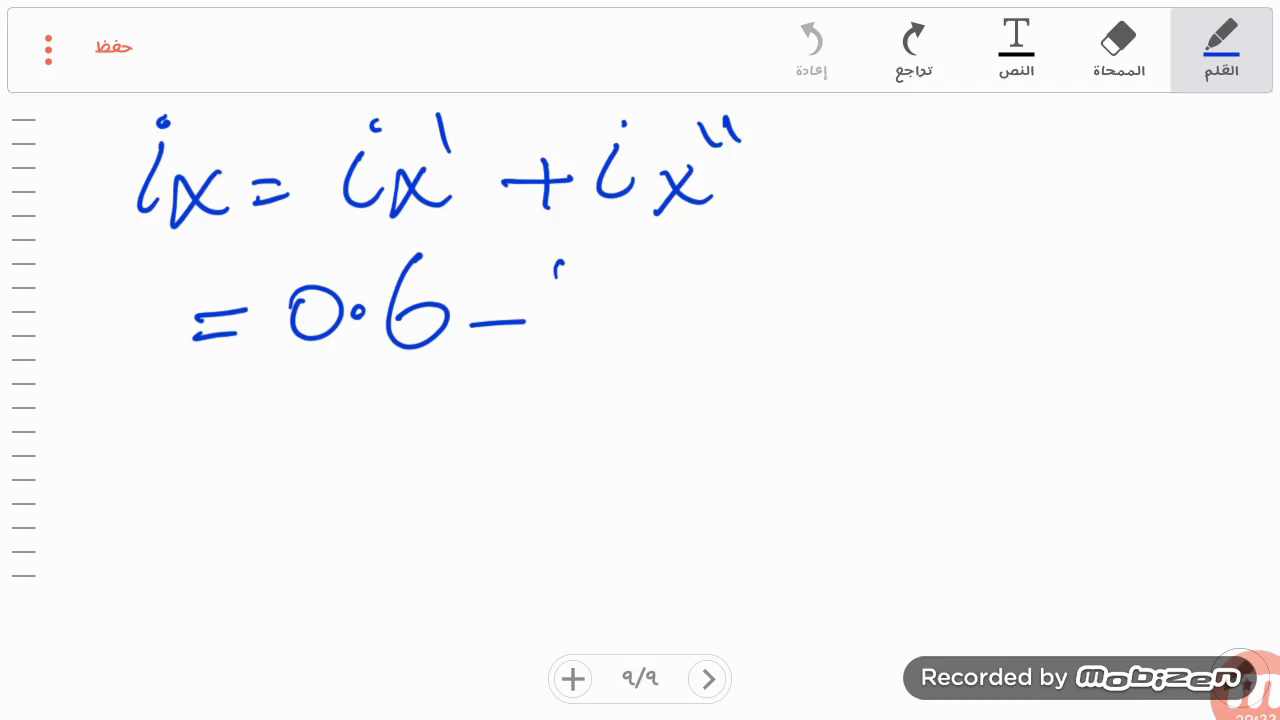 حفظ
إعادة تراجع النص الممحاة القلم
ix = ix' + ix"
= 0.6 -
٩/٩
Recorded by mobizen